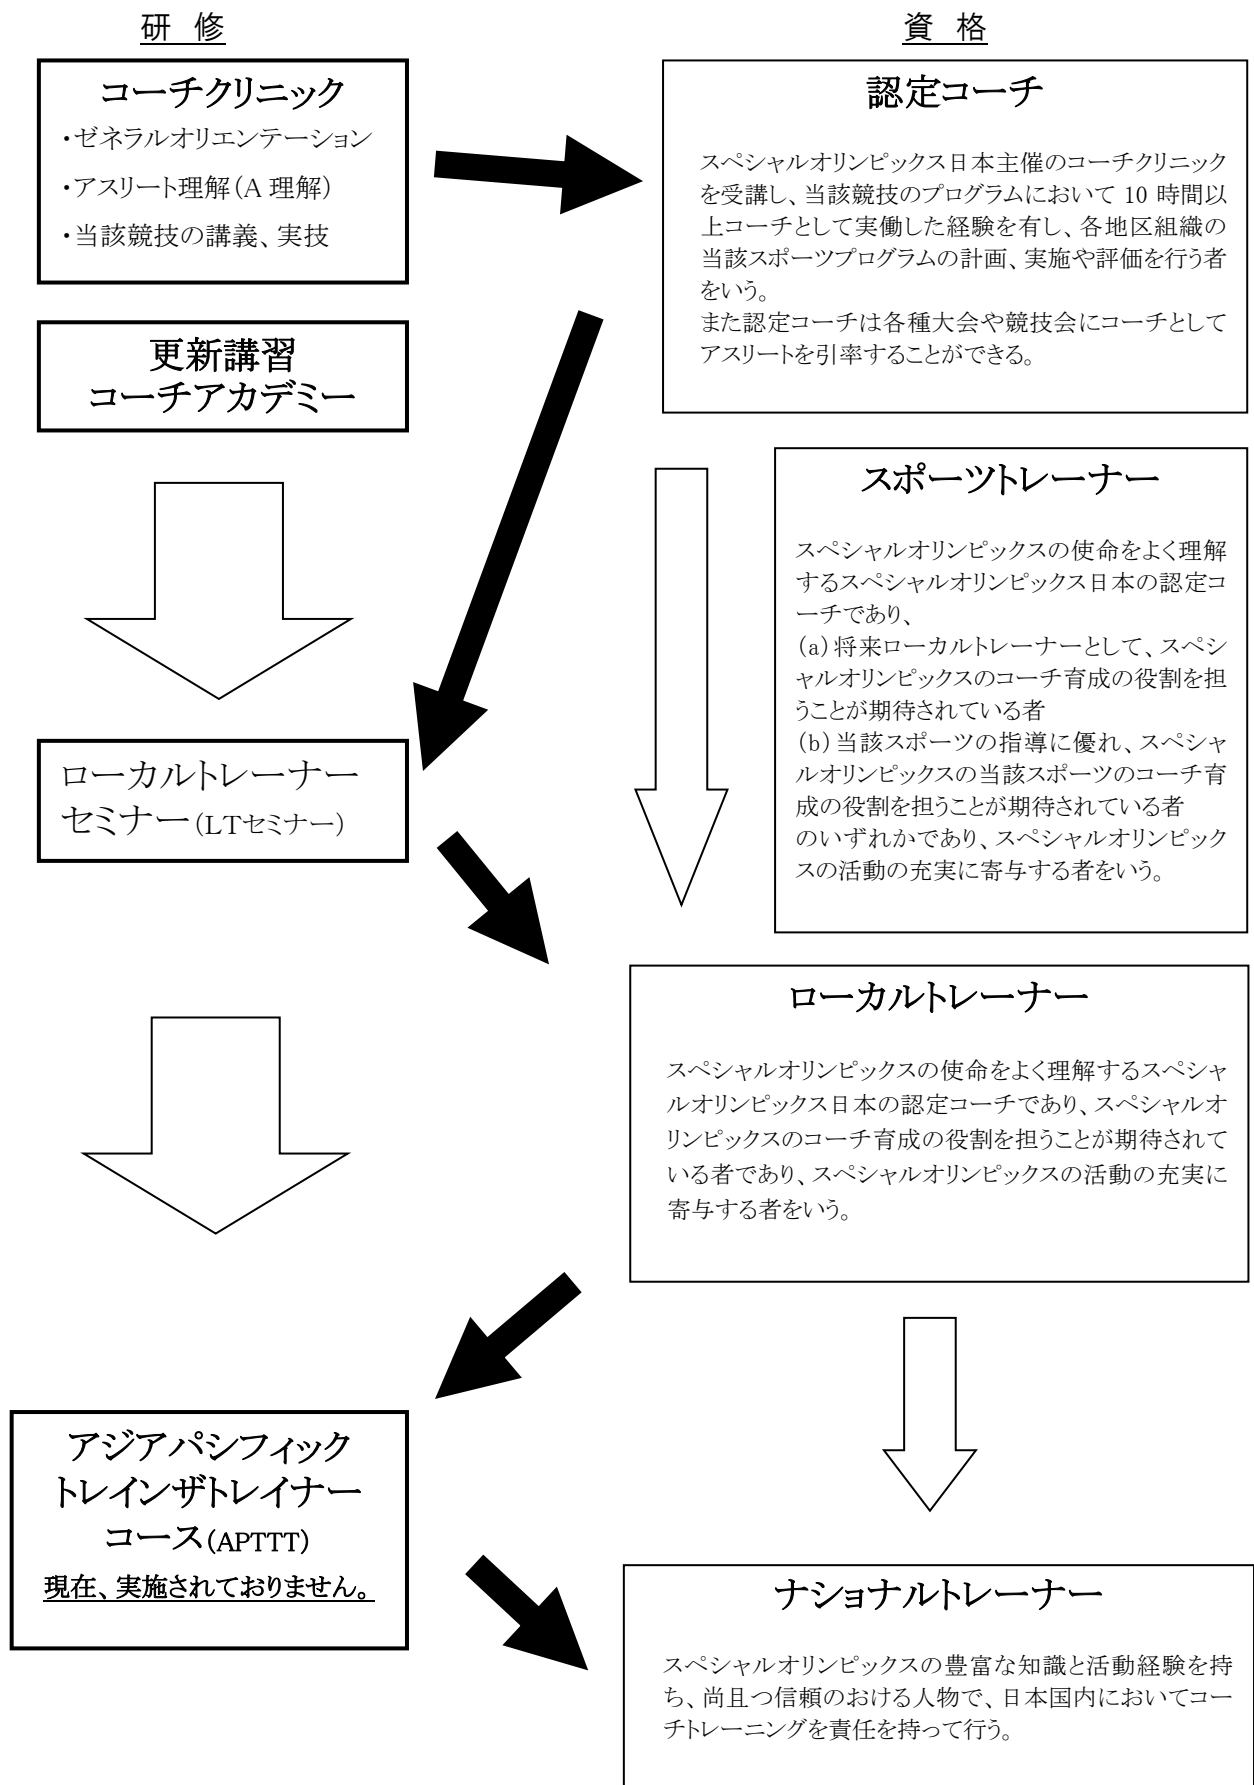 研 修
資 格
コーチクリニック
・ゼネラルオリエンテーション
・アスリート理解(A 理解)
・当該競技の講義、実技
認定コーチ
スペシャルオリンピックス日本主催のコーチクリニック
を受講し、当該競技のプログラムにおいて 10 時間以
上コーチとして実働した経験を有し、各地区組織の
当該スポーツプログラムの計画、実施や評価を行う者
をいう。
また認定コーチは各種大会や競技会にコーチとして
アスリートを引率することができる。
更新講習
コーチアカデミー
スポーツトレーナー
スペシャルオリンピックスの使命をよく理解
するスペシャルオリンピックス日本の認定コ
ーチであり、
(a)将来ローカルトレーナーとして、スペシ
ャルオリンピックスのコーチ育成の役割を担
うことが期待されている者
(b)当該スポーツの指導に優れ、スペシャ
ルオリンピックスの当該スポーツのコーチ育
成の役割を担うことが期待されている者
のいずれかであり、スペシャルオリンピック
スの活動の充実に寄与する者をいう。
ローカルトレーナー
セミナー(LTセミナー)
ローカルトレーナー
スペシャルオリンピックスの使命をよく理解するスペシャ
ルオリンピックス日本の認定コーチであり、スペシャルオ
リンピックスのコーチ育成の役割を担うことが期待されて
いる者であり、スペシャルオリンピックスの活動の充実に
寄与する者をいう。
アジアパシフィック
トレインザトレイナー
コース(APTTT)
現在、実施されておりません。
ナショナルトレーナー
スペシャルオリンピックスの豊富な知識と活動経験を持
ち、尚且つ信頼のおける人物で、日本国内においてコー
チトレーニングを責任を持って行う。